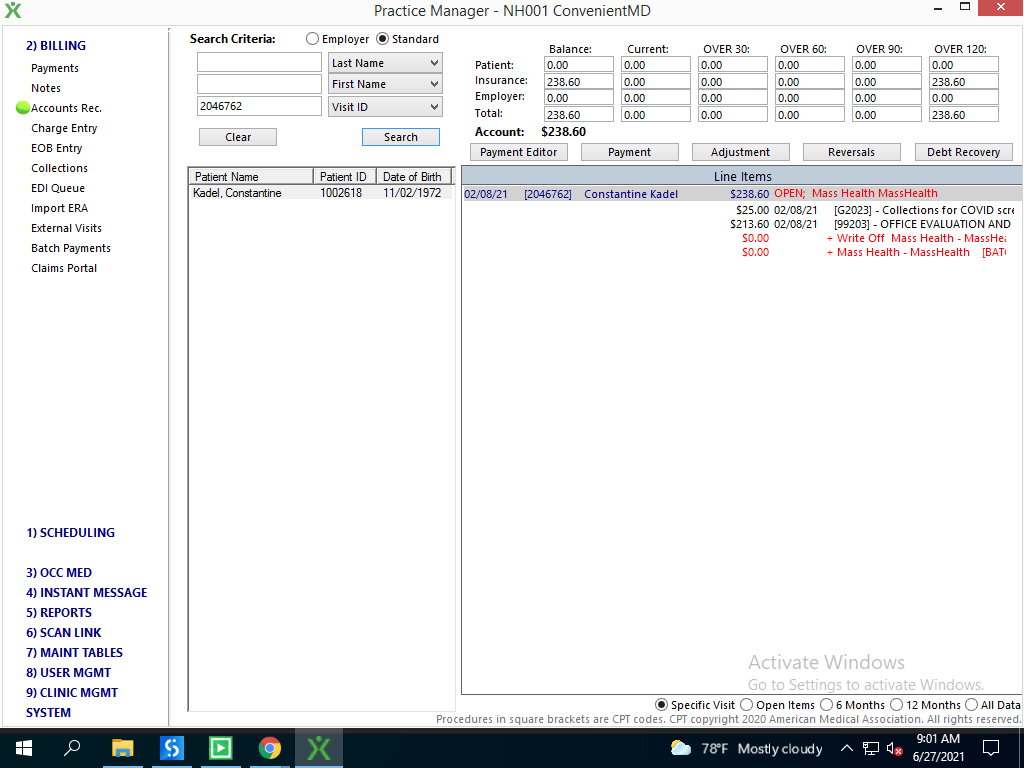 Practice Manager - NH001 ConvenientMD
2) BILLING
Payments
Notes
Accounts Rec.
Charge Entry
EOB Entry
Collections
EDI Queue
Import ERA
External Visits
Batch Payments
Claims Portal
1) SCHEDULING
3) OCC MED
4) INSTANT MESSAGE
5) REPORTS
6) SCAN LINK
7) MAINT TABLES
8) USER MGMT
9) CLINIC MGMT
SYSTEM
Search Criteria: Employer Standard
Last Name
First Name
2046762 Visit ID
Clear Search
Patient Name Patient ID Date of Birth
Kadel, Constantine 1002618 11/02/1972
Balance: Current: OVER 30: OVER 60: OVER 90: OVER 120:
Patient: 0.00 0.00 0.00 0.00 0.00 0.00
Insurance: 238.60 0.00 0.00 0.00 0.00 238.60
Employer: 0.00 0.00 0.00 0.00 0.00 0.00
Total: 238.60 0.00 0.00 0.00 0.00 238.60
Account: $238.60
Payment Editor Payment Adjustment Reversals Debt Recovery
Line Items
02/08/21 [2046762] Constantine Kadel $238.60 OPEN; Mass Health MassHealth
$25.00 02/08/21 [G2023] - Collections for COVID scre
$213.60 02/08/21 [99203] - OFFICE EVALUATION AND
$0.00 + Write Off Mass Health - MassHea
$0.00 + Mass Health - MassHealth [BATC
Activate Windows
Go to Settings to activate Windows.
Specific Visit Open Items 6 Months 12 Months All Data
Procedures in square brackets are CPT codes. CPT copyright 2020 American Medical Association. All rights reserved.
78°F Mostly cloudy
9:01 AM
6/27/2021